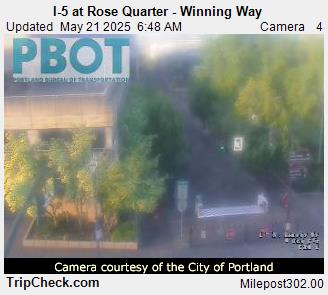 I-5 at Rose Quarter - Winning Way
Updated May 21 2025 6:48 AM Camera 4
PBOT
PORTLAND BUREAU OF TRANSPORTATION
Camera courtesy of the City of Portland
TripCheck.com Milepost302.00